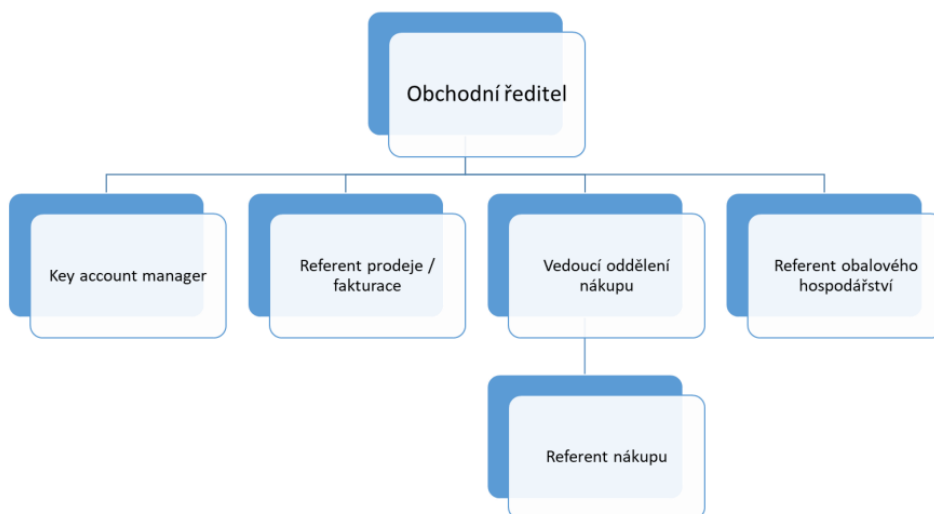 Obchodní ředitel
Key account manager
Referent prodeje /
fakturace
Vedoucí oddělení
nákupu
Referent obalového
hospodářství
Referent nákupu